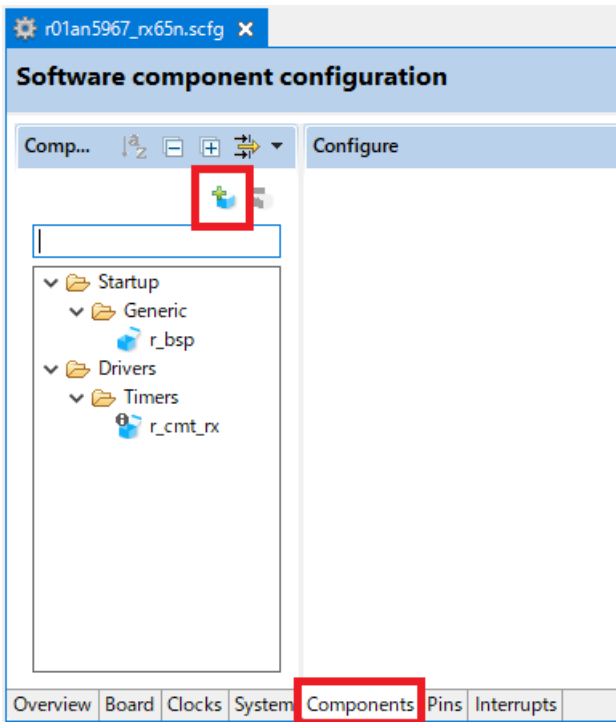 r01an5967_rx65n.scfg
Software component configuration
Comp... Configure
Startup
Generic
r_bsp
Drivers
Timers
r_cmt_rx
Overview Board Clocks System Components Pins Interrupts